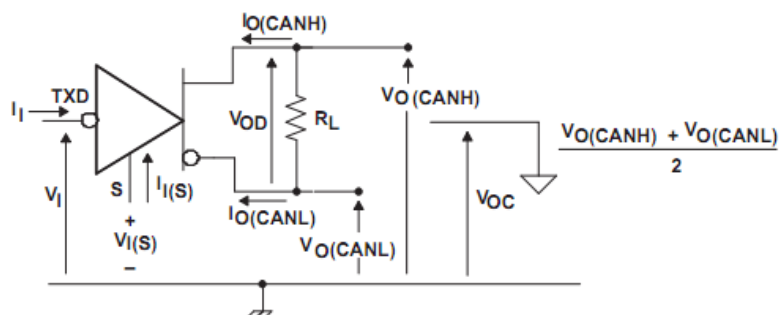 IO(CANH)
TXD
II
VO(CANH)
VOD
RL
VO(CANH) + VO(CANL)
2
VI
S
II(S)
IO(CANL)
VOC
+
VI(S)
–
VO(CANL)